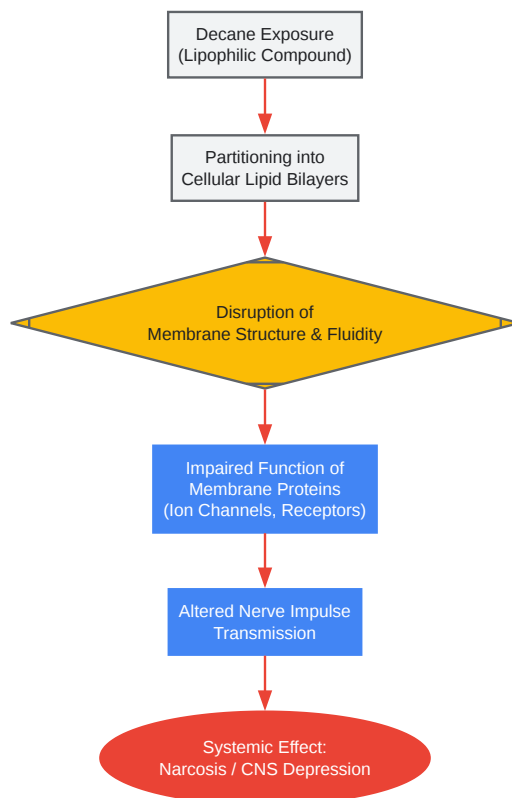 Decane Exposure
(Lipophilic Compound)
Partitioning into
Cellular Lipid Bilayers
Disruption of
Membrane Structure & Fluidity
Impaired Function of
Membrane Proteins
(Ion Channels, Receptors)
Altered Nerve Impulse
Transmission
Systemic Effect:
Narcosis / CNS Depression